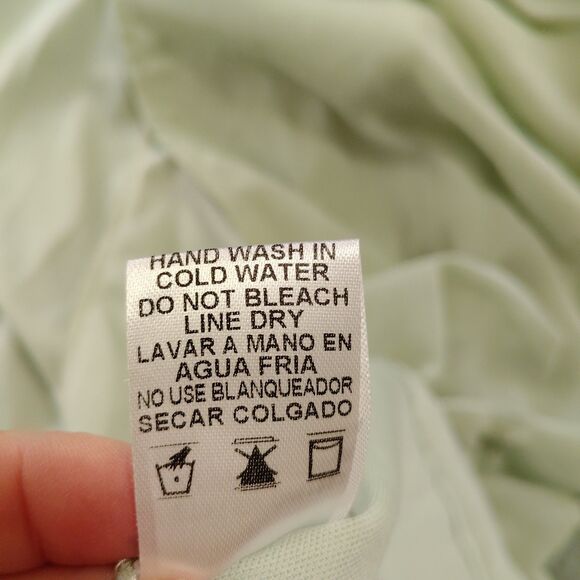 HAND WASH IN
COLD WATER
DO NOT BLEACH
LINE DRY
LAVAR A MANO EN
AGUA FRIA
NO USE BLANQUEADOR
SECAR COLGADO